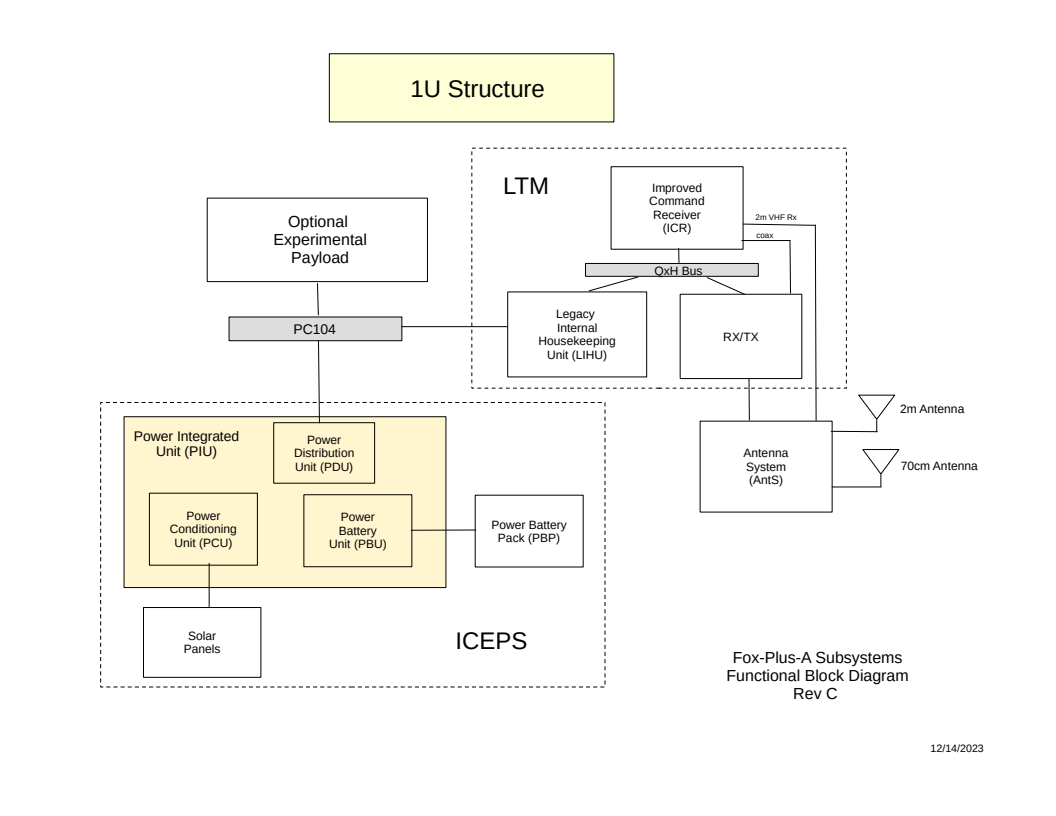 1U Structure
LTM
Improved
Command
Receiver
(ICR)
2m VHF Rx
coax
QxH Bus
Optional
Experimental
Payload
PC104
Legacy
Internal
Housekeeping
Unit (LIHU)
RX/TX
2m Antenna
Antenna
System
(AntS)
70cm Antenna
Power Integrated
Unit (PIU)
Power
Distribution
Unit (PDU)
Power
Conditioning
Unit (PCU)
Power
Battery
Unit (PBU)
Power Battery
Pack (PBP)
Solar
Panels
ICEPS
Fox-Plus-A Subsystems
Functional Block Diagram
Rev C
12/14/2023